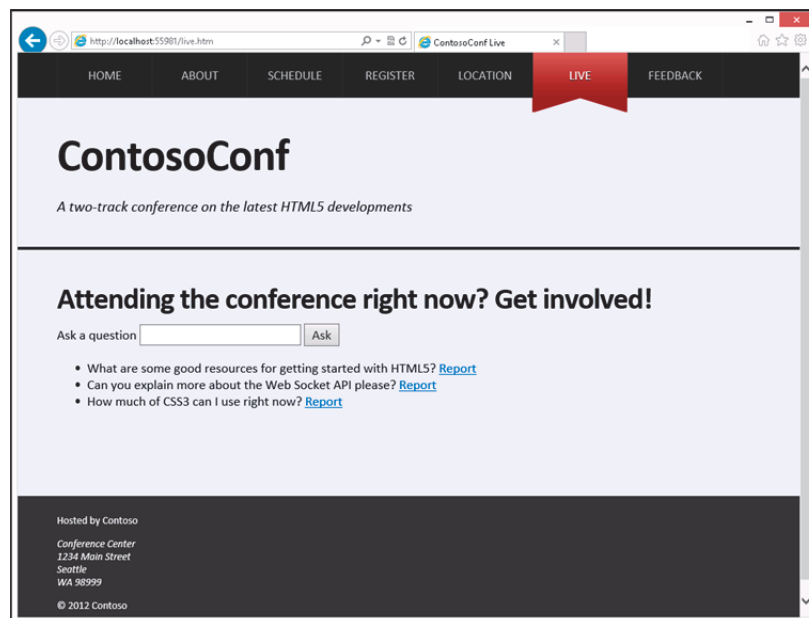 http://localhost:55981/live.htm
ContosoConf Live
HOME ABOUT SCHEDULE REGISTER LOCATION LIVE FEEDBACK
ContosoConf
A two-track conference on the latest HTML5 developments
Attending the conference right now? Get involved!
Ask a question Ask
• What are some good resources for getting started with HTML5? Report
• Can you explain more about the Web Socket API please? Report
• How much of CSS3 can I use right now? Report
Hosted by Contoso
Conference Center
1234 Main Street
Seattle
WA 98999
© 2012 Contoso